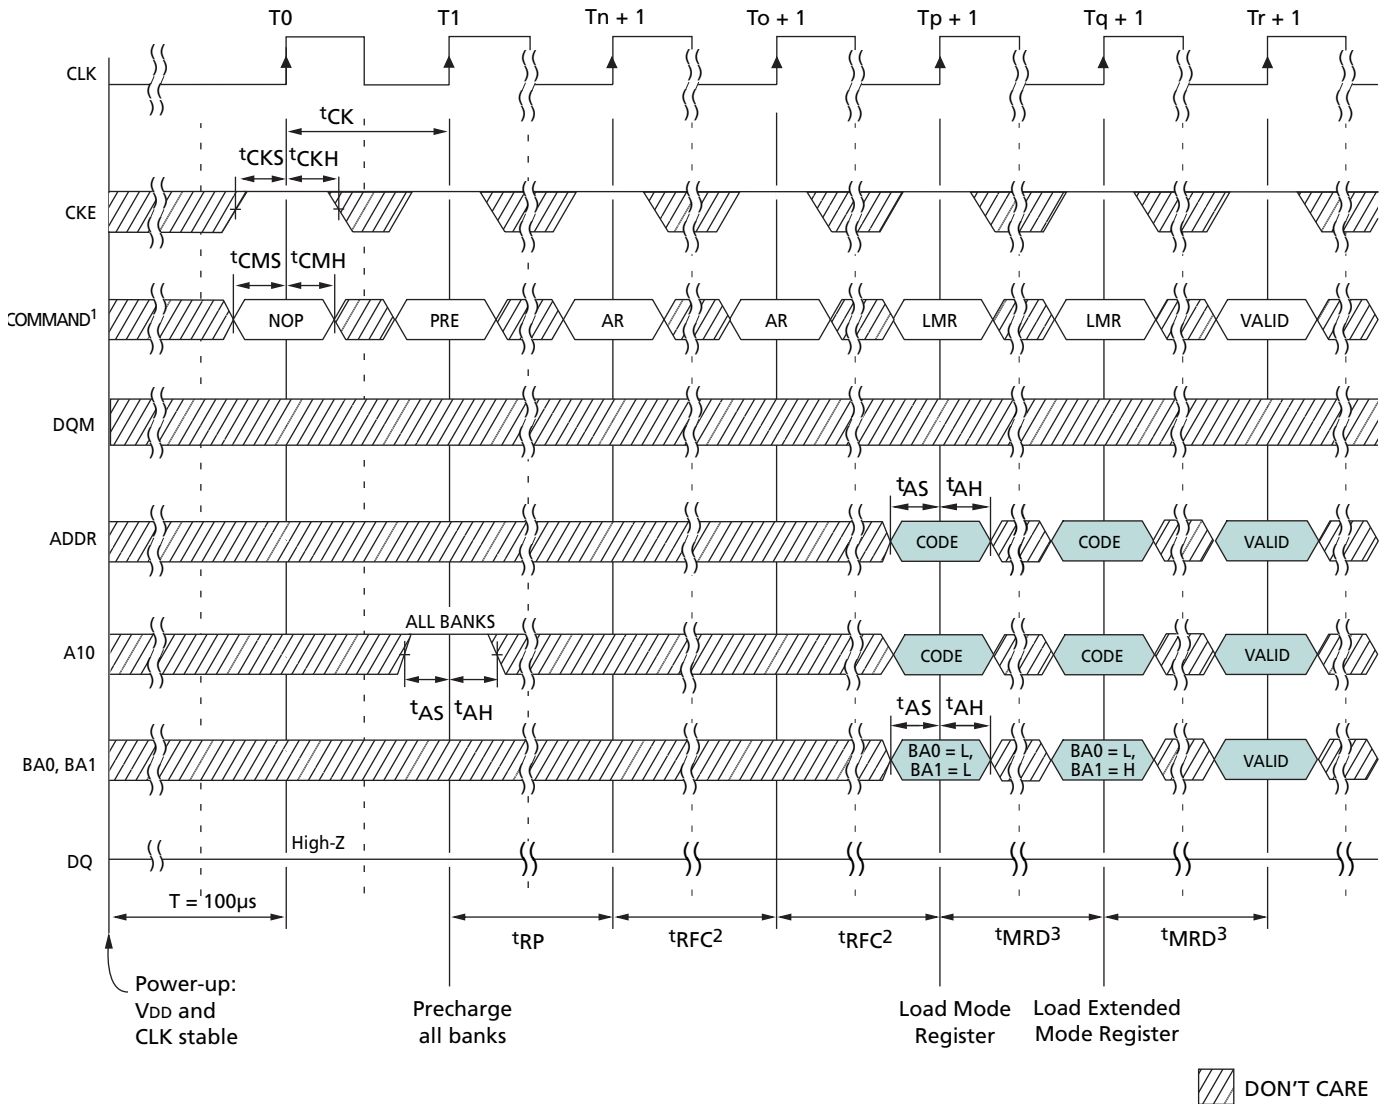 T0 T1 Tn + 1 To + 1 Tp + 1 Tq + 1 Tr + 1
CLK
tCK
tCKS tCKH
CKE
tCMS tCMH
COMMAND1 NOP PRE AR AR LMR LMR VALID
DQM
tAS tAH
ADDR CODE CODE VALID
ALL BANKS
A10 CODE CODE VALID
tAS tAH tAS tAH
BA0, BA1 BA0 = L, BA0 = L, VALID
BA1 = L BA1 = H
High-Z
DQ
T = 100µs
tRP tRFC2 tRFC2 tMRD3 tMRD3
Power-up:
VDD and
CLK stable
Precharge
all banks
Load Mode
Register
Load Extended
Mode Register
DON'T CARE